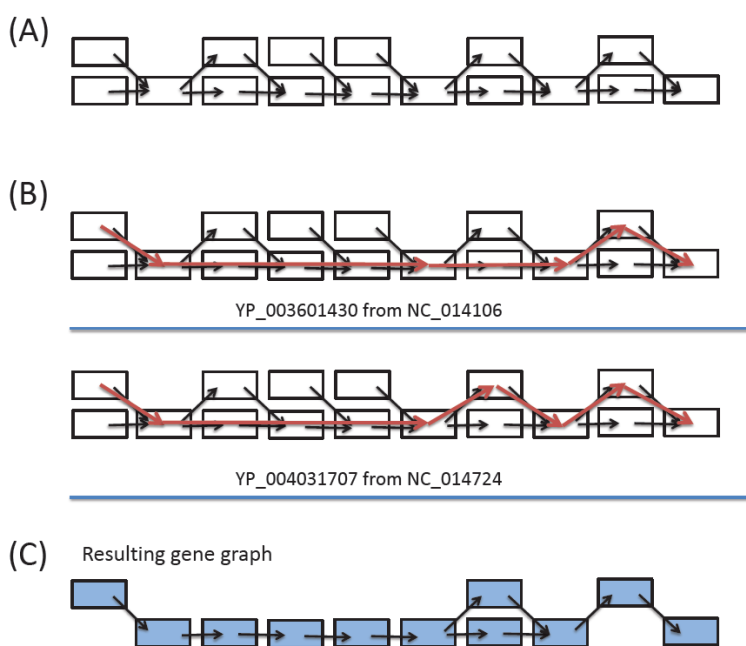 (A)
(B)
YP_003601430 from NC_014106
YP_004031707 from NC_014724
(C)
Resulting gene graph